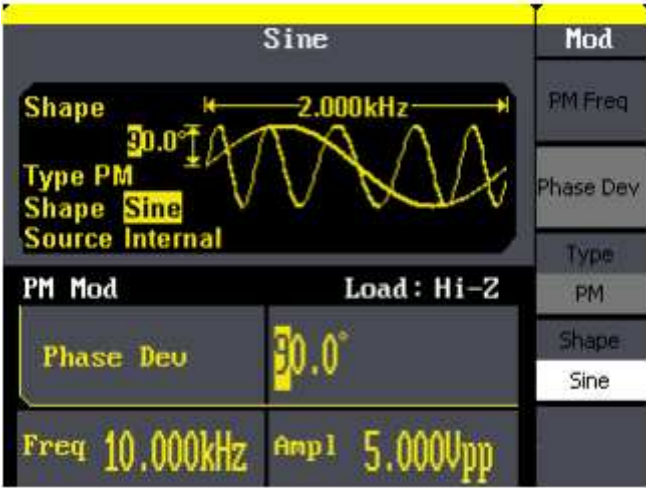 Sine
Mod
Shape
2.000kHz
90.0°
Type PM
Shape Sine
Source Internal
PM Mod Load: Hi-Z
Phase Dev 90.0°
Freq 10.000kHz Ampl 5.000Vpp
PM Freq
Phase Dev
Type
PM
Shape
Sine